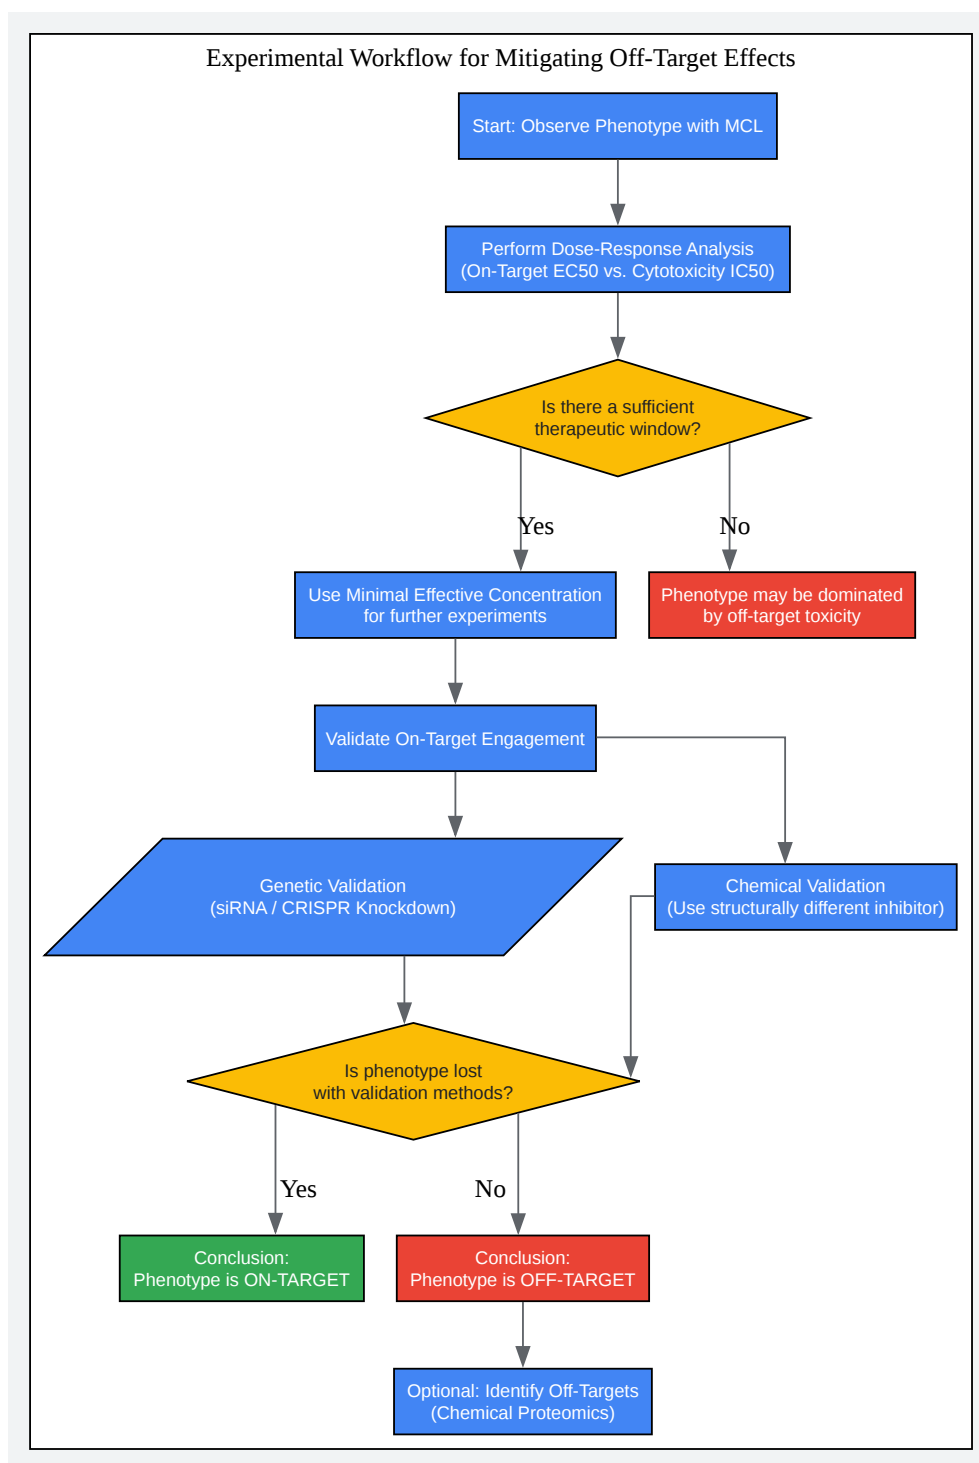 Experimental Workflow for Mitigating Off-Target Effects
Start: Observe Phenotype with MCL
Perform Dose-Response Analysis
(On-Target EC50 vs. Cytotoxicity IC50)
Is there a sufficient
therapeutic window?
Yes
No
Use Minimal Effective Concentration
for further experiments
Phenotype may be dominated
by off-target toxicity
Validate On-Target Engagement
Genetic Validation
(siRNA / CRISPR Knockdown)
Chemical Validation
(Use structurally different inhibitor)
Is phenotype lost
with validation methods?
Yes
No
Conclusion:
Phenotype is ON-TARGET
Conclusion:
Phenotype is OFF-TARGET
Optional: Identify Off-Targets
(Chemical Proteomics)